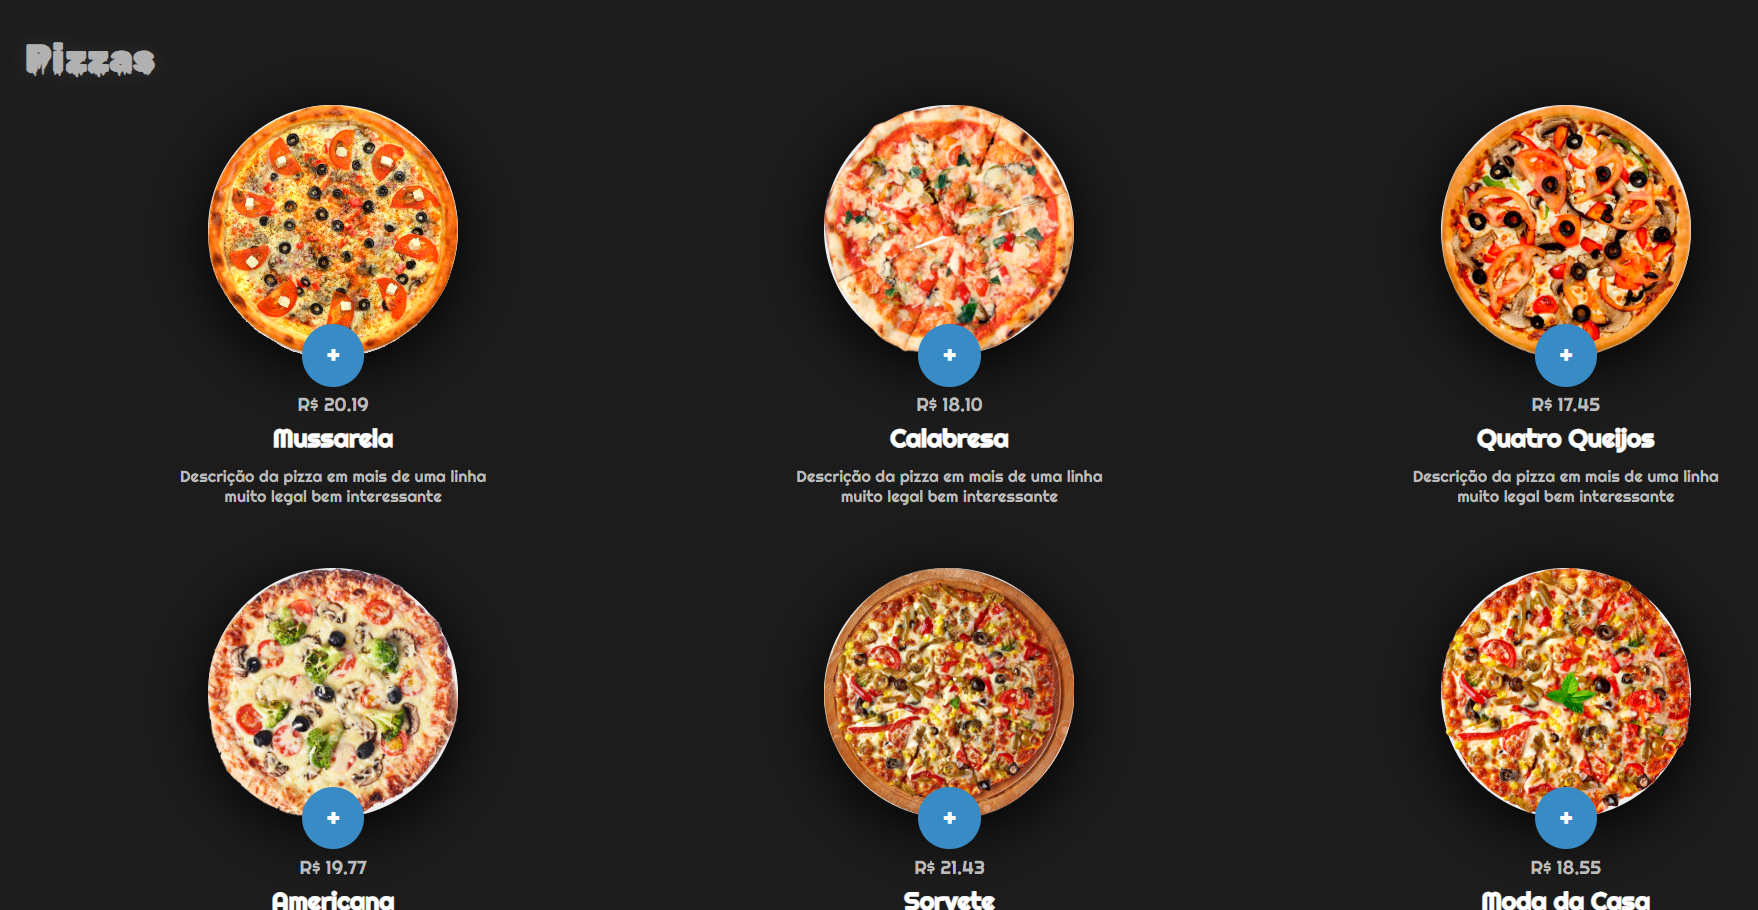 Pizzas
+
+
+
R$ 20.19
R$ 18.10
R$ 17.45
Mussarela
Calabresa
Quatro Queijos
Descrição da pizza em mais de uma linha
muito legal bem interessante
Descrição da pizza em mais de uma linha
muito legal bem interessante
Descrição da pizza em mais de uma linha
muito legal bem interessante
+
+
+
R$ 19.77
R$ 21.43
R$ 18.55
Americana
Sorvete
Moda da Casa